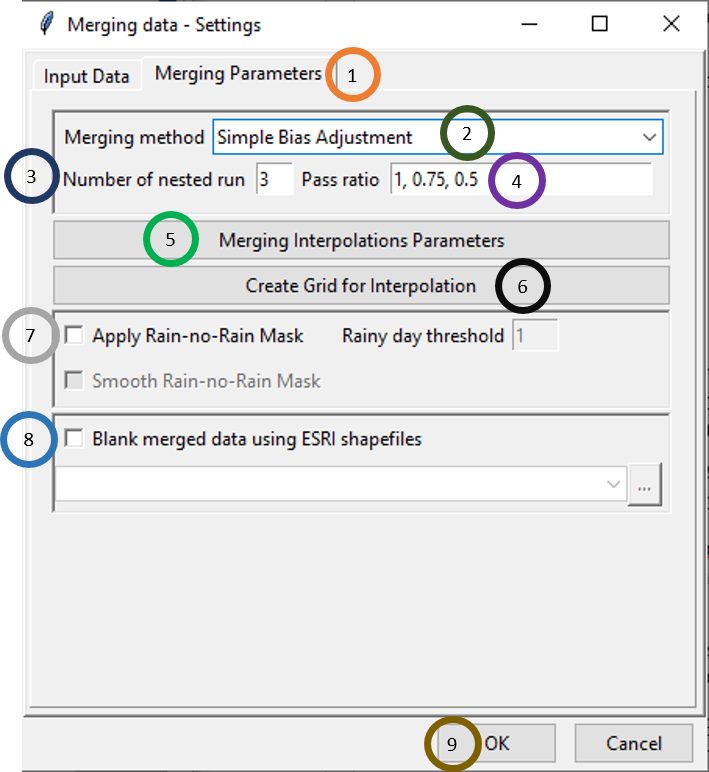 Merging data - Settings
Input Data Merging Parameters 1
Merging method Simple Bias Adjustment 2
3 Number of nested run 3 Pass ratio 1, 0.75, 0.5 4
5 Merging Interpolations Parameters
Create Grid for Interpolation 6
7 Apply Rain-no-Rain Mask Rainy day threshold 1
Smooth Rain-no-Rain Mask
8 Blank merged data using ESRI shapefiles
...
9 OK Cancel